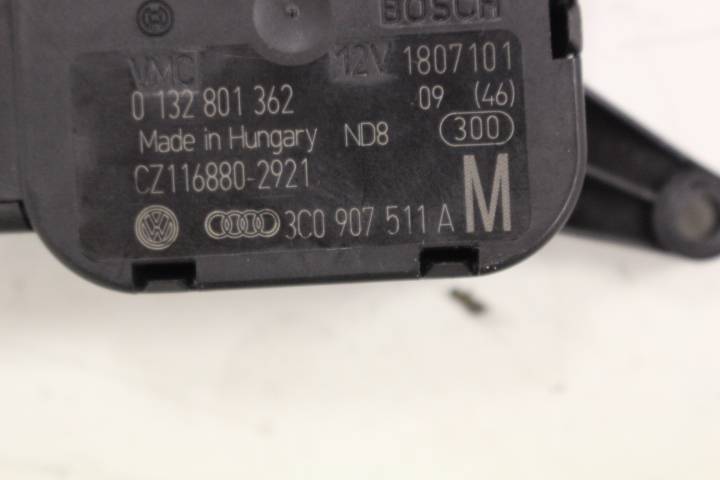 BOSCH
VMC 12V 1807101
0 132 801 362 09 (46)
Made in Hungary ND8 300
CZ116880-2921
3C0 907 511 A M